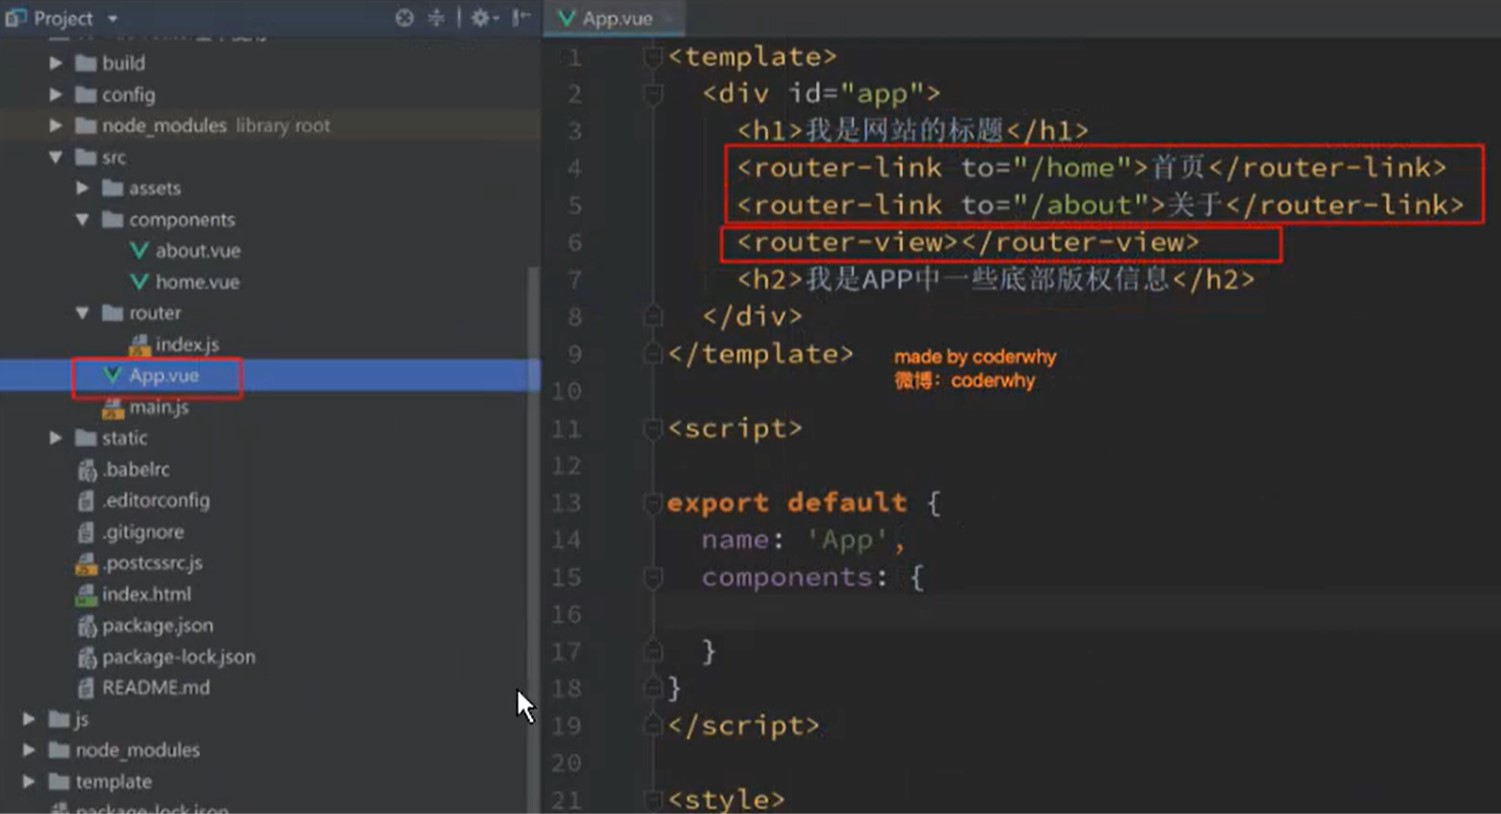 Project
build
config
node_modules library root
src
assets
components
about.vue
home.vue
router
index.js
App.vue
main.js
static
.babelrc
.editorconfig
.gitignore
.postcssrc.js
index.html
package.json
package-lock.json
README.md
js
node_modules
template
package-lock.json
App.vue
1 <template>
2 <div id="app">
3 <h1>我是网站的标题</h1>
4 <router-link to="/home">首页</router-link>
5 <router-link to="/about">关于</router-link>
6 <router-view></router-view>
7 <h2>我是APP中一些底部版权信息</h2>
8 </div>
9 </template>
made by coderwhy
微博：coderwhy
10
11 <script>
12
13 export default {
14 name: 'App',
15 components: {
16
17 }
18 }
19 </script>
20
21 <style>